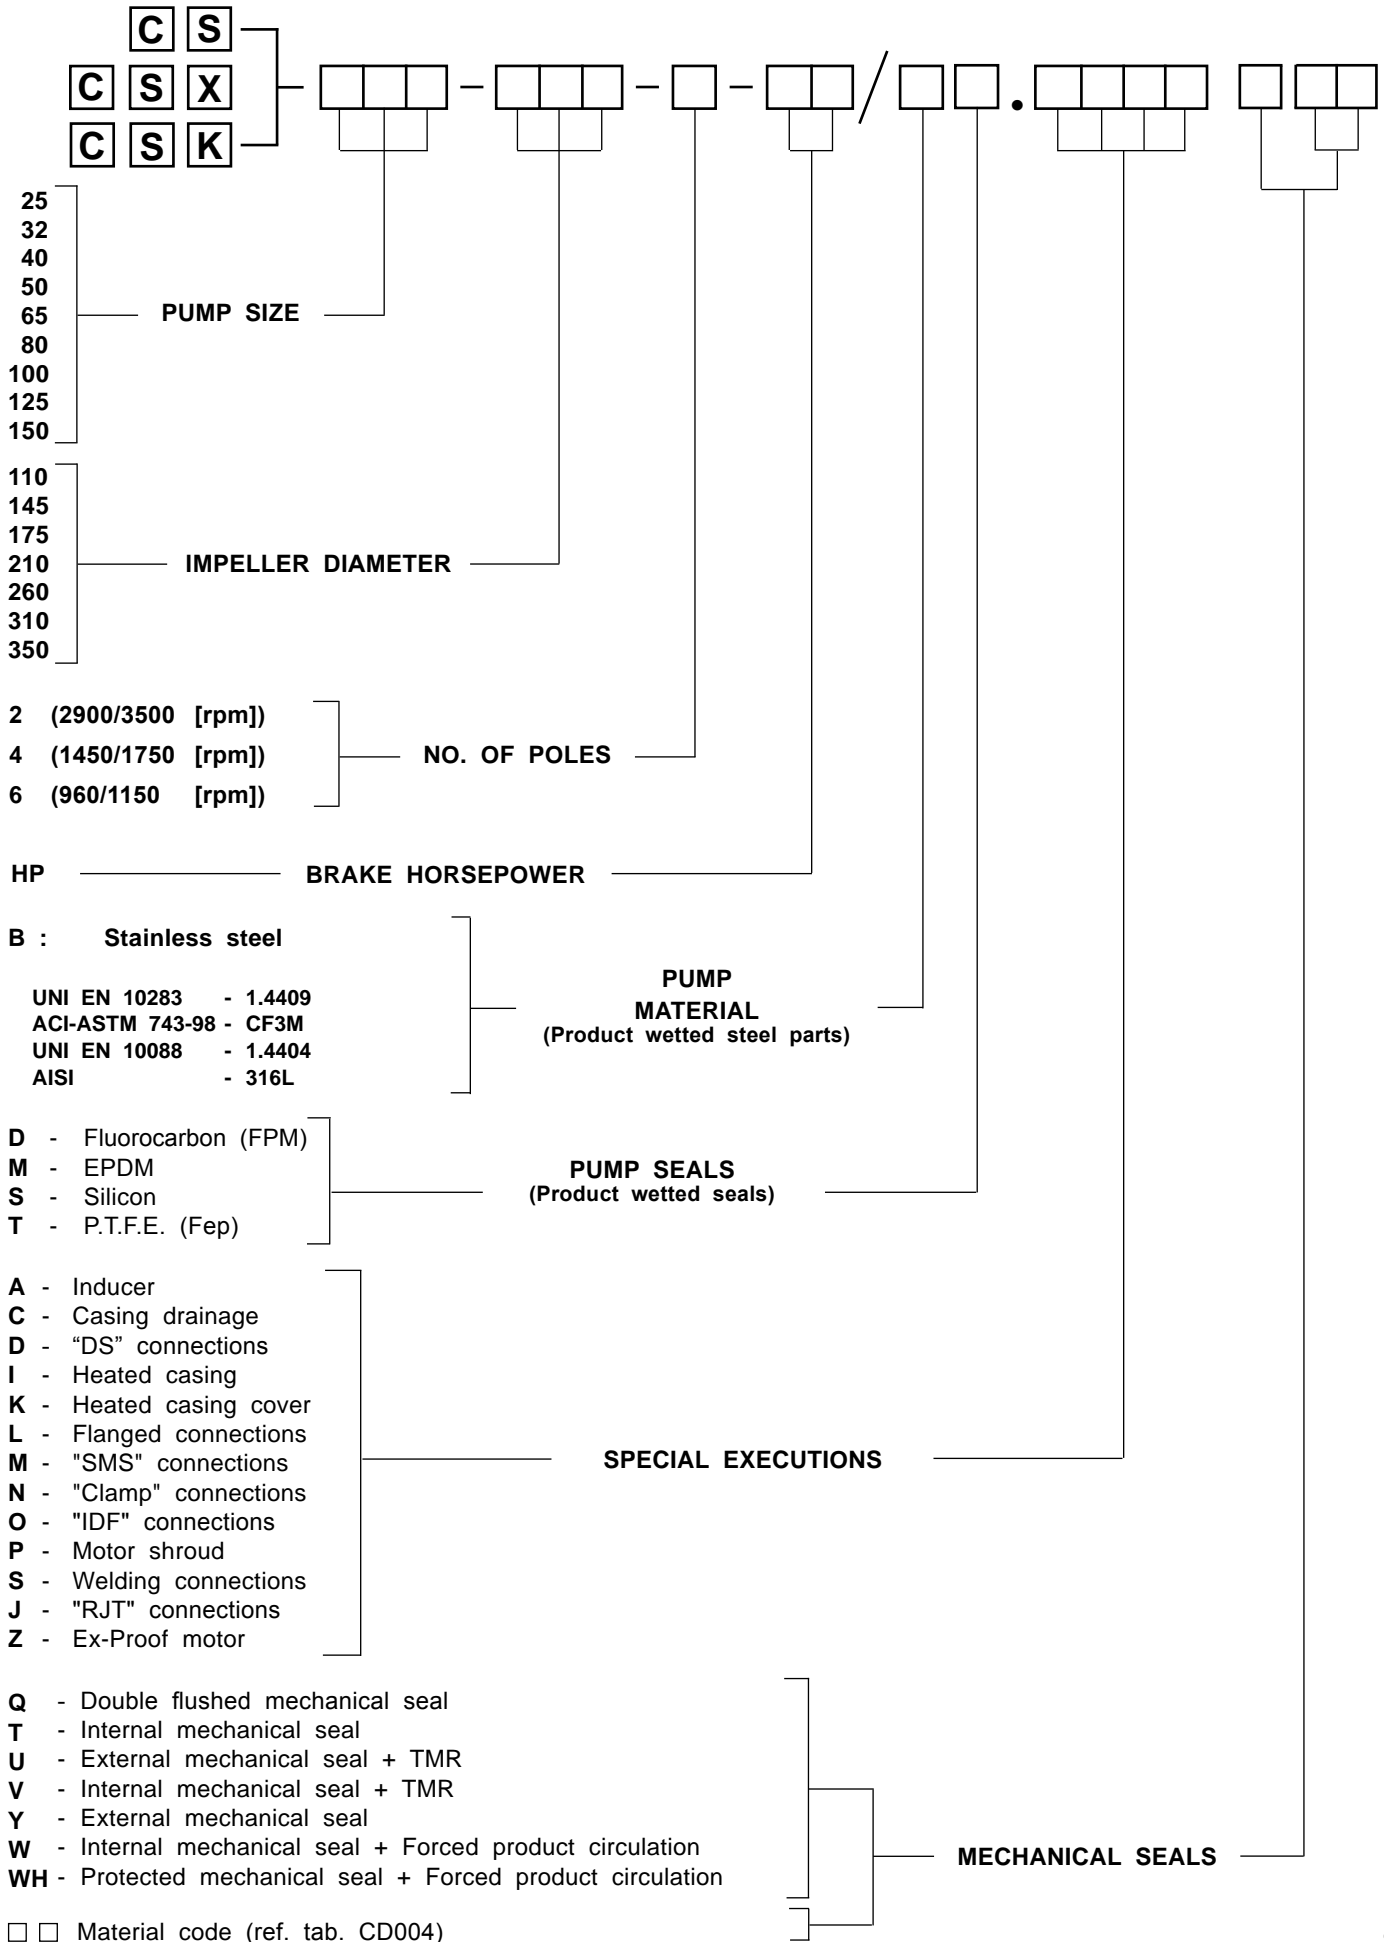 C S
C S X
C S K
25
32
40
50
65
80
100
125
150
PUMP SIZE
110
145
175
210
260
310
350
IMPELLER DIAMETER
2 (2900/3500 [rpm])
4 (1450/1750 [rpm])
6 (960/1150 [rpm])
NO. OF POLES
HP BRAKE HORSEPOWER
B : Stainless steel
UNI EN 10283 - 1.4409
ACI-ASTM 743-98 - CF3M
UNI EN 10088 - 1.4404
AISI - 316L
PUMP
MATERIAL
(Product wetted steel parts)
D - Fluorocarbon (FPM)
M - EPDM
S - Silicon
T - P.T.F.E. (Fep)
PUMP SEALS
(Product wetted seals)
A - Inducer
C - Casing drainage
D - “DS” connections
I - Heated casing
K - Heated casing cover
L - Flanged connections
M - "SMS" connections
N - "Clamp" connections
O - "IDF" connections
P - Motor shroud
S - Welding connections
J - "RJT" connections
Z - Ex-Proof motor
SPECIAL EXECUTIONS
Q - Double flushed mechanical seal
T - Internal mechanical seal
U - External mechanical seal + TMR
V - Internal mechanical seal + TMR
Y - External mechanical seal
W - Internal mechanical seal + Forced product circulation
WH - Protected mechanical seal + Forced product circulation
MECHANICAL SEALS
□ □ Material code (ref. tab. CD004)